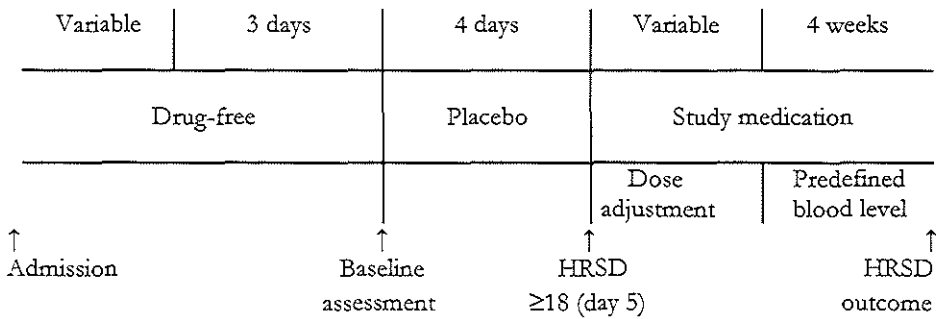 Variable 3 days 4 days Variable 4 weeks
Drug-free Placebo Study medication
Dose Predefined
adjustment blood level
↑ ↑ ↑ ↑
Admission Baseline HRSD HRSD
assessment ≥18 (day 5) outcome